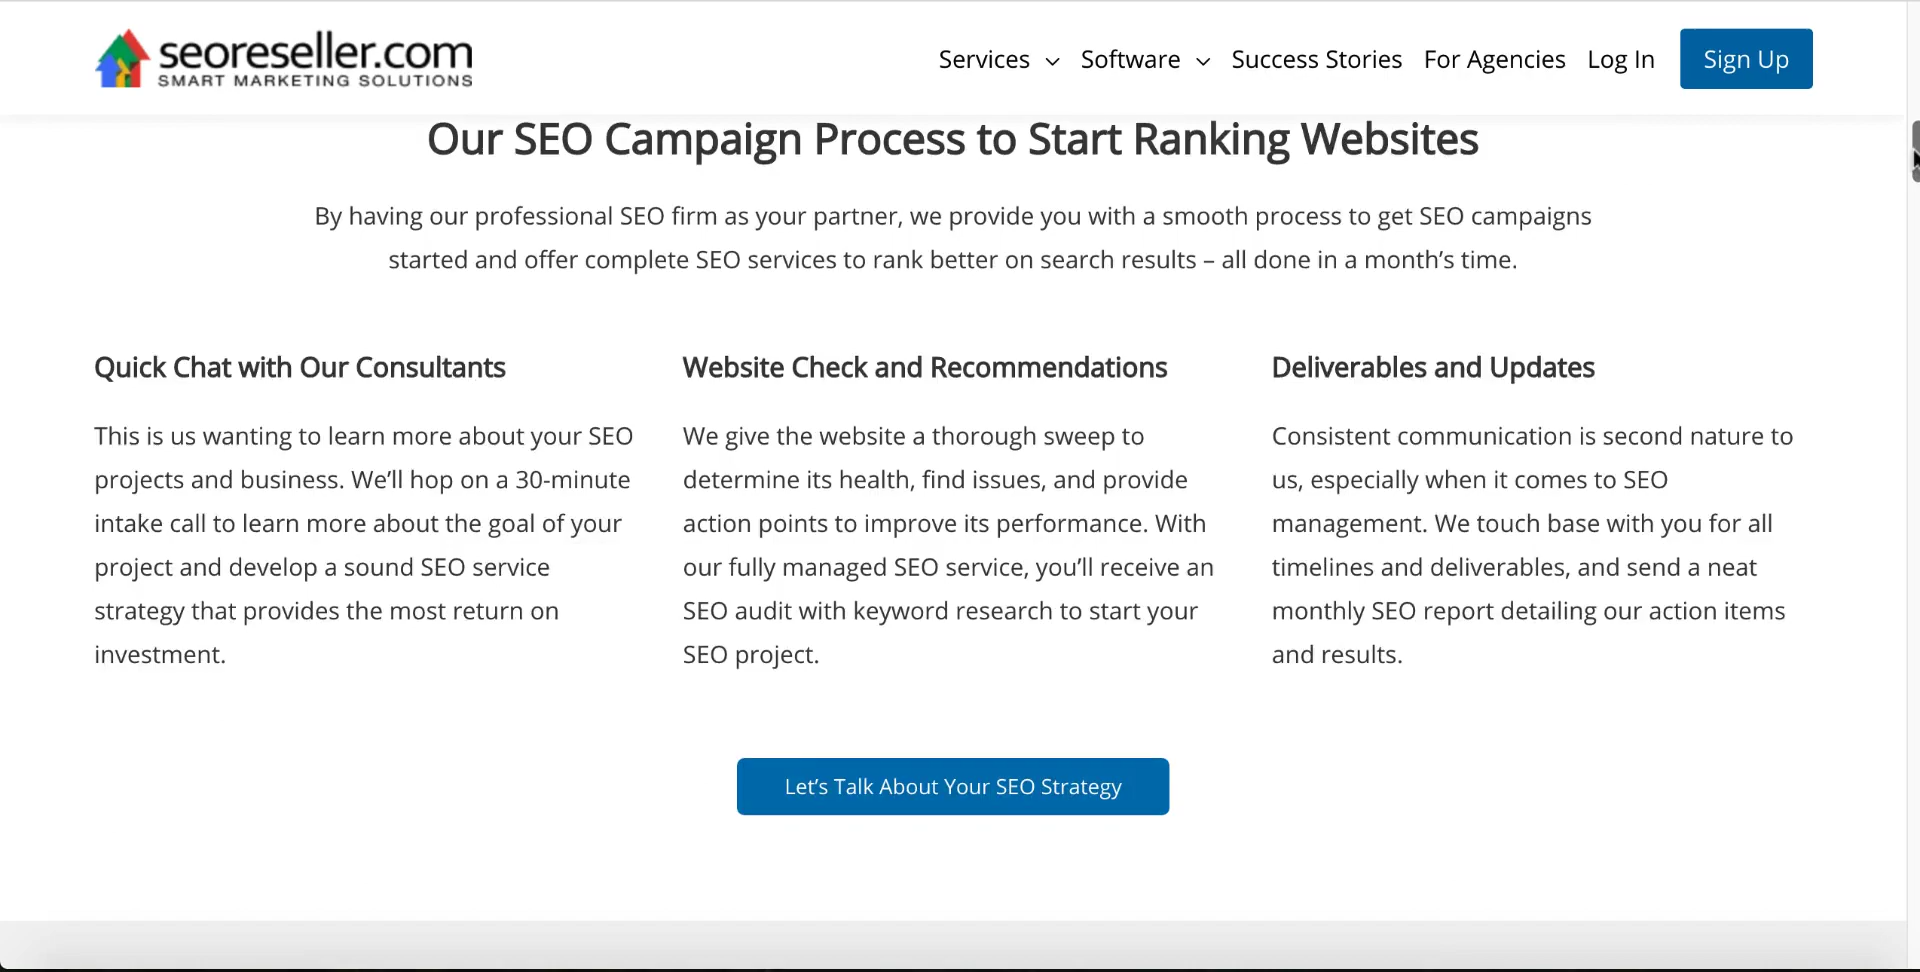 seoreseller.com
SMART MARKETING SOLUTIONS
Services
Software
Success Stories
For Agencies
Log In
Sign Up
Our SEO Campaign Process to Start Ranking Websites
By having our professional SEO firm as your partner, we provide you with a smooth process to get SEO campaigns
started and offer complete SEO services to rank better on search results – all done in a month’s time.
Quick Chat with Our Consultants
This is us wanting to learn more about your SEO
projects and business. We’ll hop on a 30-minute
intake call to learn more about the goal of your
project and develop a sound SEO service
strategy that provides the most return on
investment.
Website Check and Recommendations
We give the website a thorough sweep to
determine its health, find issues, and provide
action points to improve its performance. With
our fully managed SEO service, you’ll receive an
SEO audit with keyword research to start your
SEO project.
Deliverables and Updates
Consistent communication is second nature to
us, especially when it comes to SEO
management. We touch base with you for all
timelines and deliverables, and send a neat
monthly SEO report detailing our action items
and results.
Let’s Talk About Your SEO Strategy